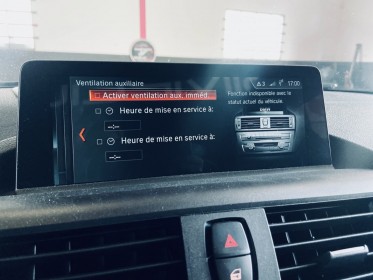 Ventilation auxiliaire
3 17:00
Activer ventilation aux. imméd.
Heure de mise en service à:
--:--
Heure de mise en service à:
--:--
Fonction indisponible avec le
statut actuel du véhicule.